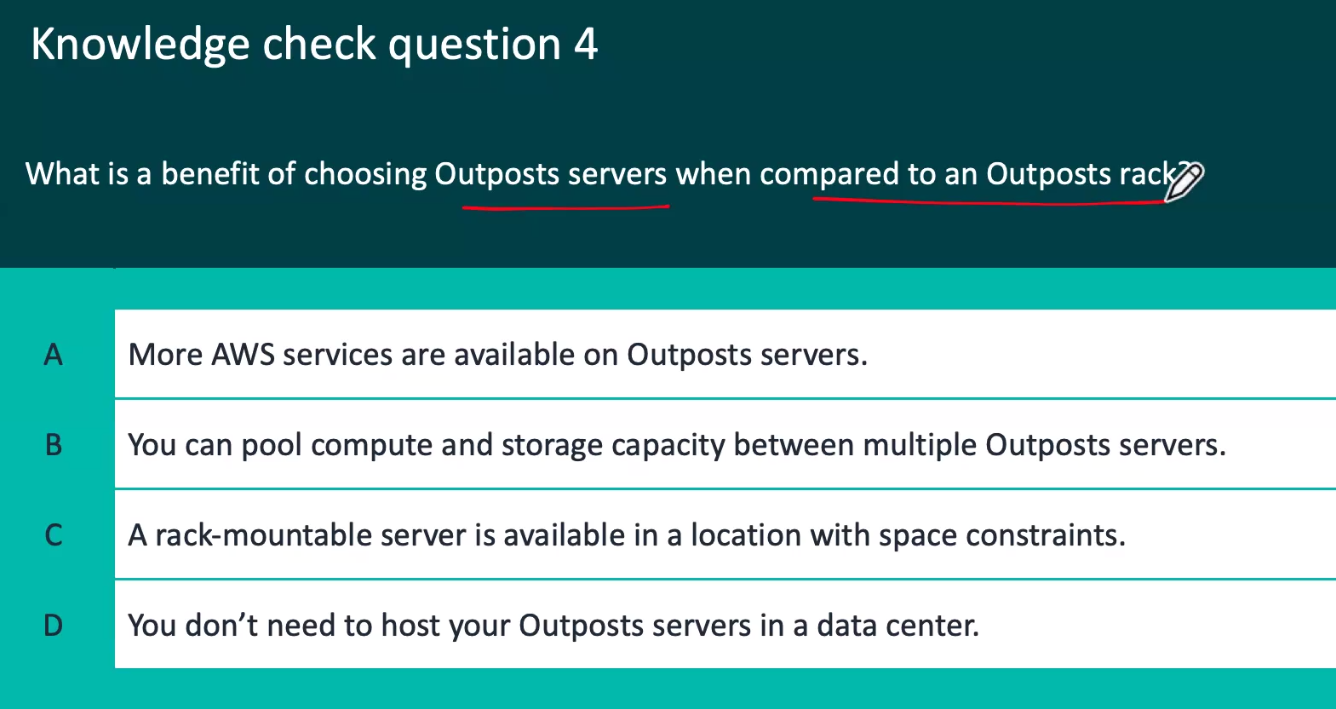 Knowledge check question 4
What is a benefit of choosing Outposts servers when compared to an Outposts rack?
A More AWS services are available on Outposts servers.
B You can pool compute and storage capacity between multiple Outposts servers.
C A rack-mountable server is available in a location with space constraints.
D You don’t need to host your Outposts servers in a data center.